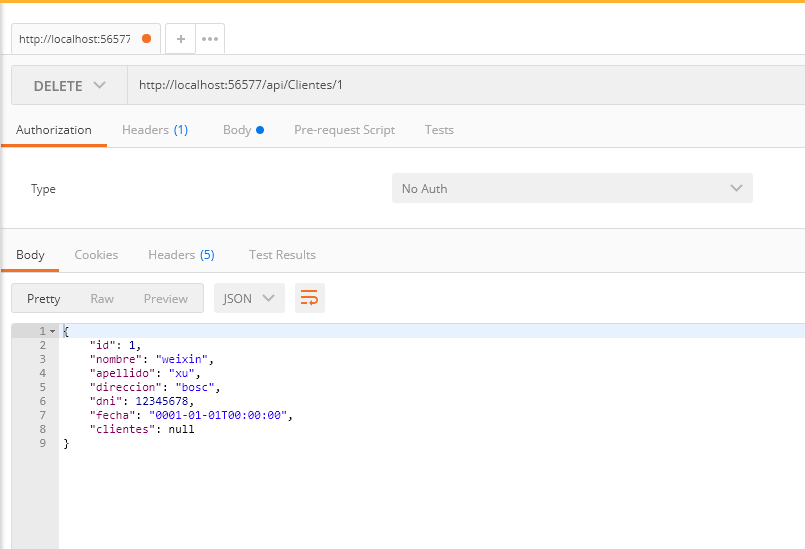 http://localhost:56577 + •••
DELETE http://localhost:56577/api/Clientes/1
Authorization Headers (1) Body Pre-request Script Tests
Type No Auth
Body Cookies Headers (5) Test Results
Pretty Raw Preview JSON
1 {
2 "id": 1,
3 "nombre": "weixin",
4 "apellido": "xu",
5 "direccion": "bosc",
6 "dni": 12345678,
7 "fecha": "0001-01-01T00:00:00",
8 "clientes": null
9 }